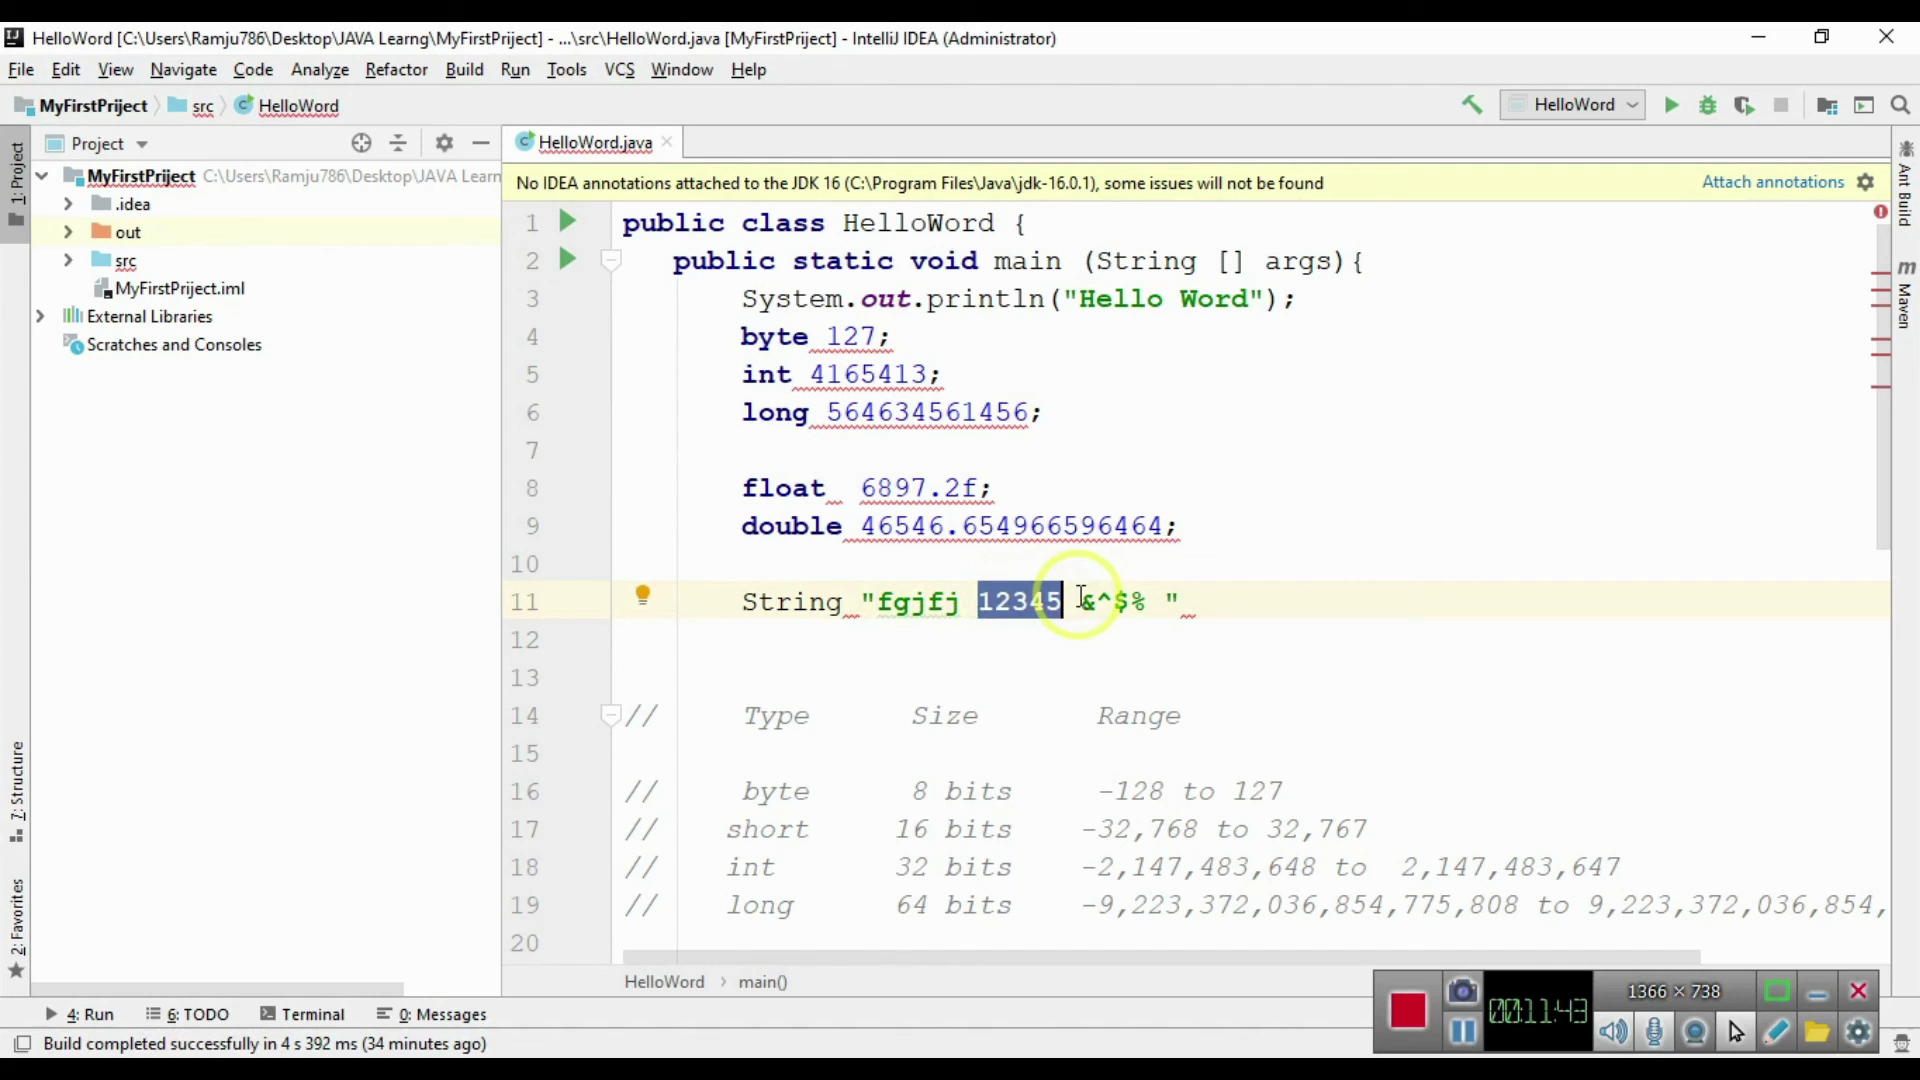 HelloWord [C:\Users\Ramju786\Desktop\JAVA Learng\MyFirstPriject] - ...\src\HelloWord.java [MyFirstPriject] - IntelliJ IDEA (Administrator)
File Edit View Navigate Code Analyze Refactor Build Run Tools VCS Window Help
MyFirstPriject src HelloWord
HelloWord
1: Project
Project
HelloWord.java
MyFirstPriject C:\Users\Ramju786\Desktop\JAVA Learn
.idea
out
src
MyFirstPriject.iml
External Libraries
Scratches and Consoles
No IDEA annotations attached to the JDK 16 (C:\Program Files\Java\jdk-16.0.1), some issues will not be found Attach annotations
1 public class HelloWord {
2 public static void main (String [] args){
3 System.out.println("Hello Word");
4 byte 127;
5 int 4165413;
6 long 564634561456;
7
8 float 6897.2f;
9 double 46546.654966596464;
10
11 String "fgjfj 12345 &^$% "
12
13
14 // Type Size Range
15
16 // byte 8 bits -128 to 127
17 // short 16 bits -32,768 to 32,767
18 // int 32 bits -2,147,483,648 to 2,147,483,647
19 // long 64 bits -9,223,372,036,854,775,808 to 9,223,372,036,854,
20
Ant Build
m Maven
7: Structure
2: Favorites
HelloWord main()
4: Run 6: TODO Terminal 0: Messages
Build completed successfully in 4 s 392 ms (34 minutes ago)
00:11:43
1366 × 738